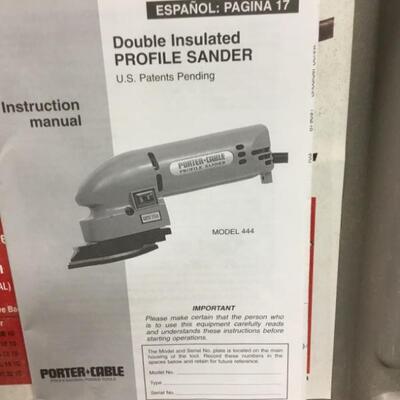 ESPAÑOL: PAGINA 17
Double Insulated
PROFILE SANDER
U.S. Patents Pending
Instruction
manual
PORTER+CABLE
PROFILE SANDER
MODEL 444
IMPORTANT
Please make certain that the person who
is to use this equipment carefully reads
and understands these instructions before
starting operations.
The Model and Serial No. plate is located on the main
housing of the tool. Record these numbers in the
spaces below and retain for future reference.
Model No.
Type
Serial No.
PORTER+CABLE
PROFESSIONAL POWER TOOLS